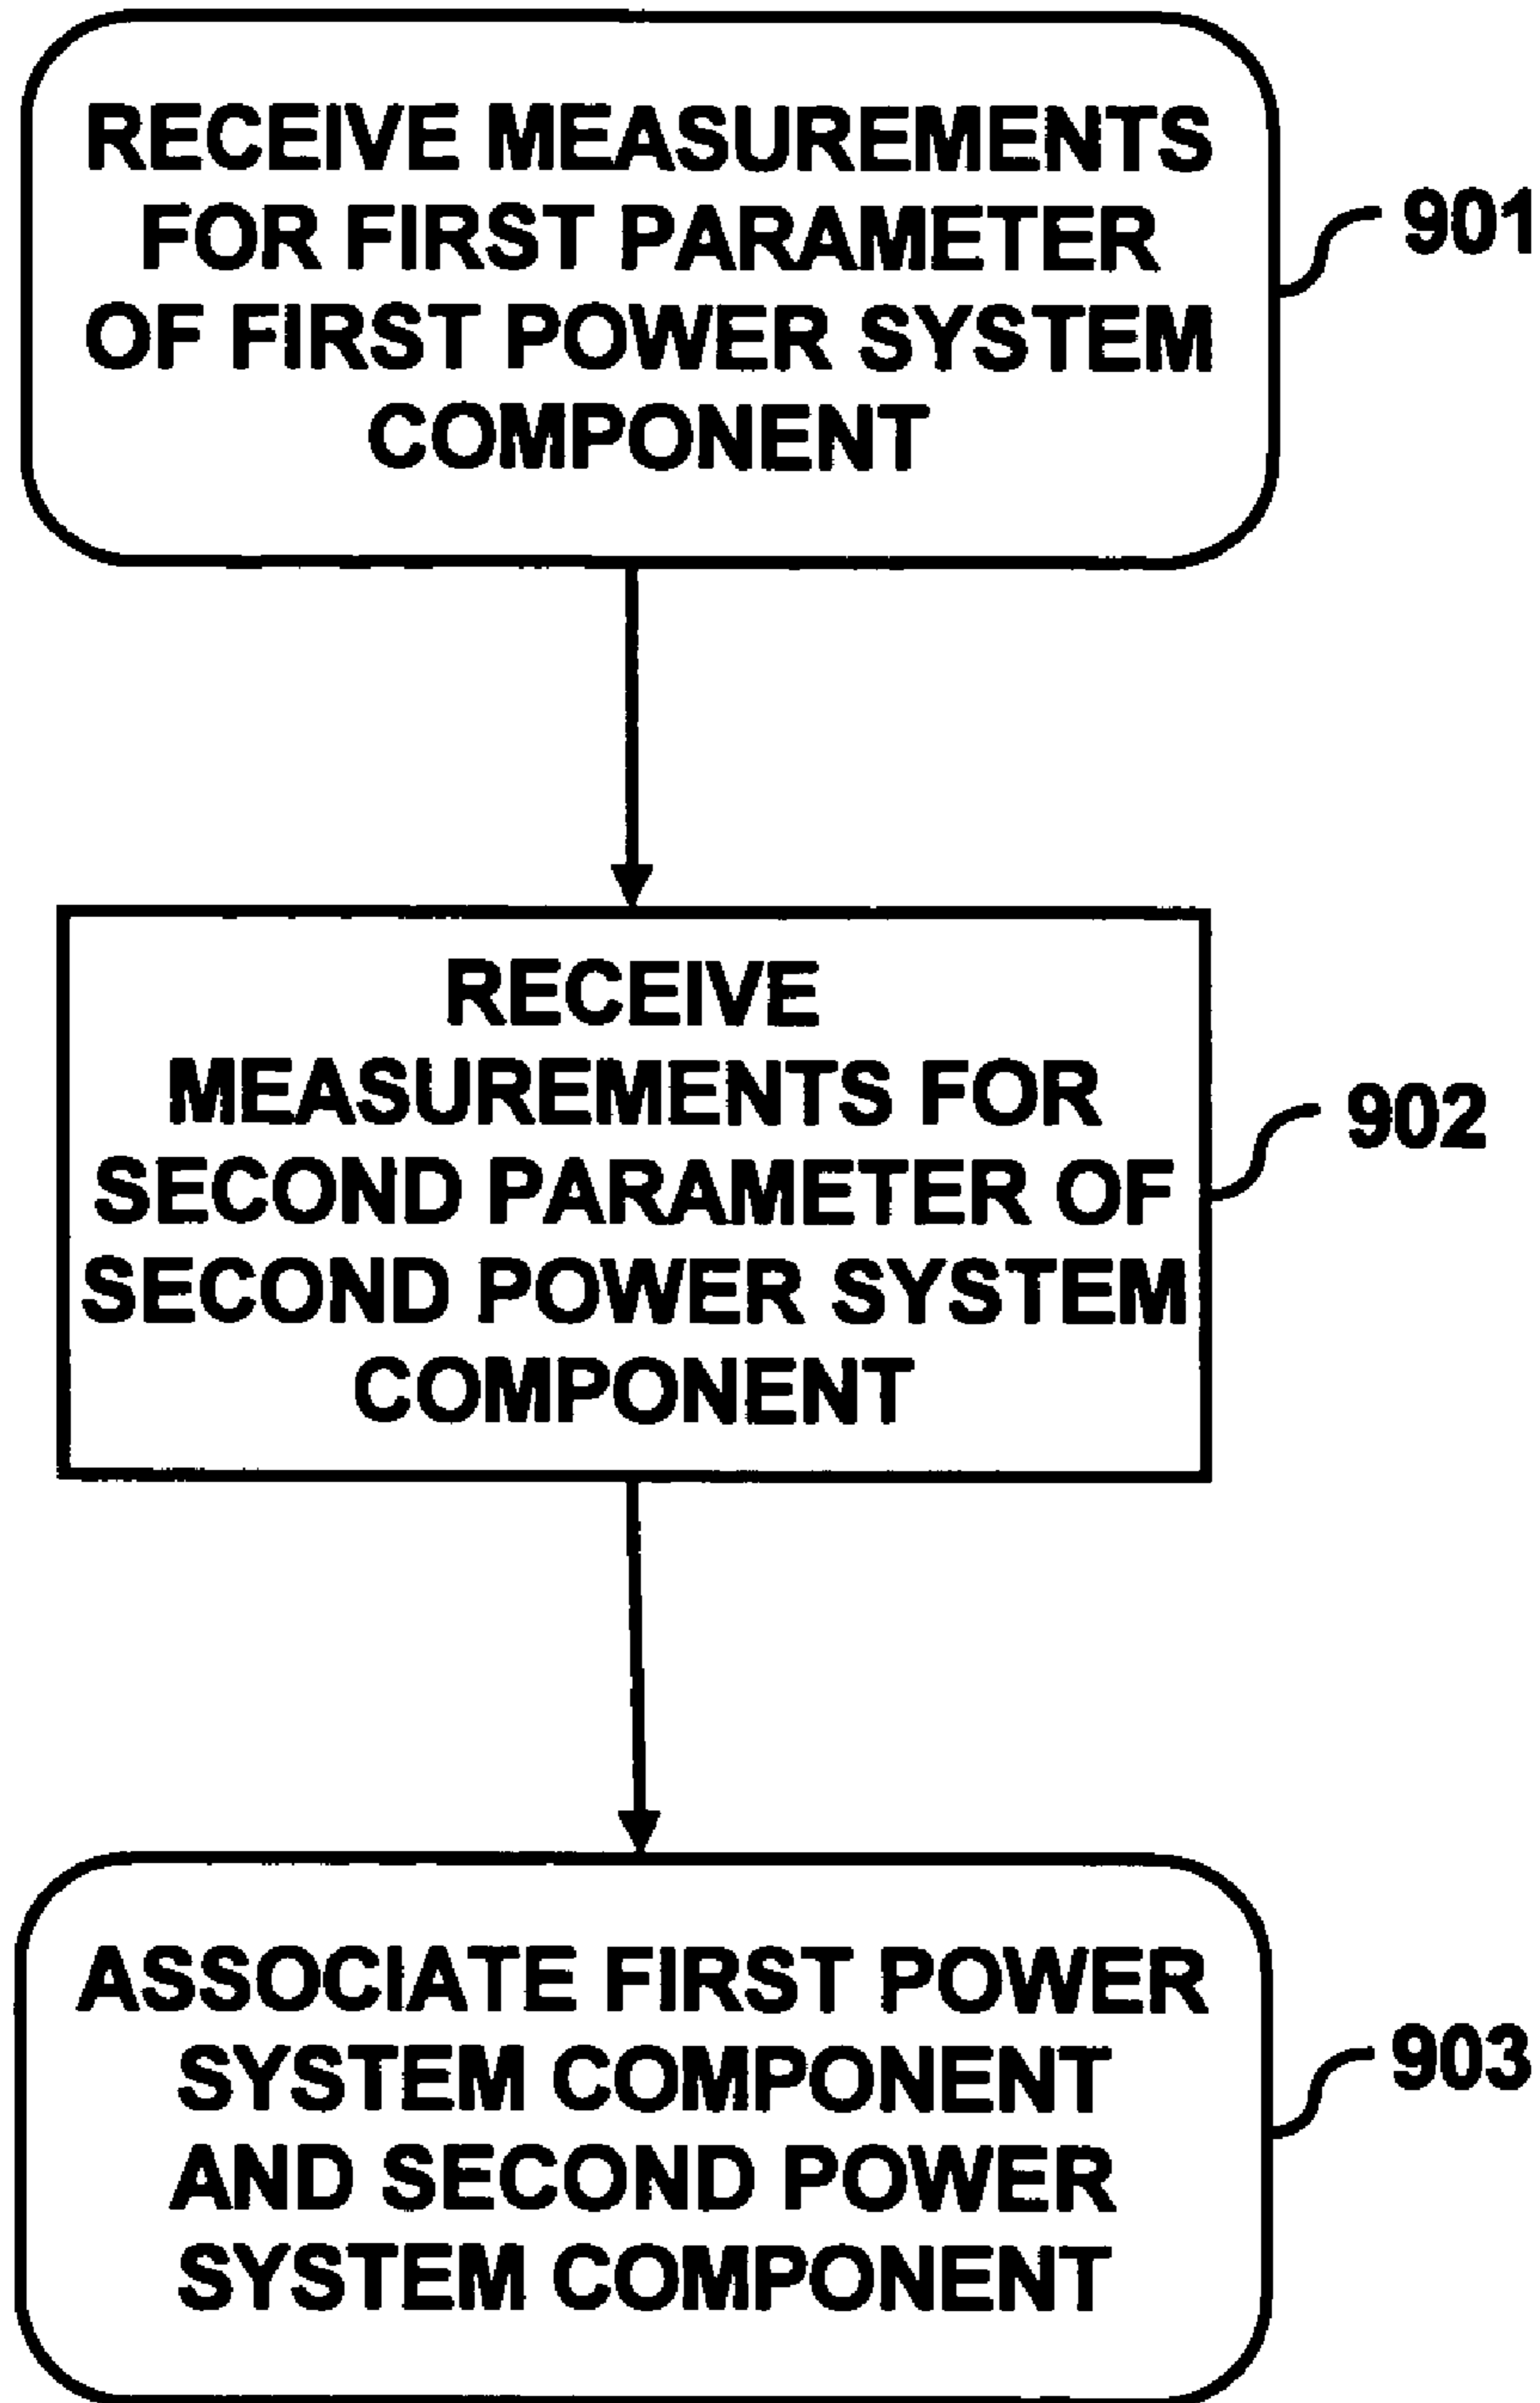 RECEIVE MEASUREMENTS
FOR FIRST PARAMETER
OF FIRST POWER SYSTEM
COMPONENT
901
RECEIVE
MEASUREMENTS FOR
SECOND PARAMETER OF
SECOND POWER SYSTEM
COMPONENT
902
ASSOCIATE FIRST POWER
SYSTEM COMPONENT
AND SECOND POWER
SYSTEM COMPONENT
903